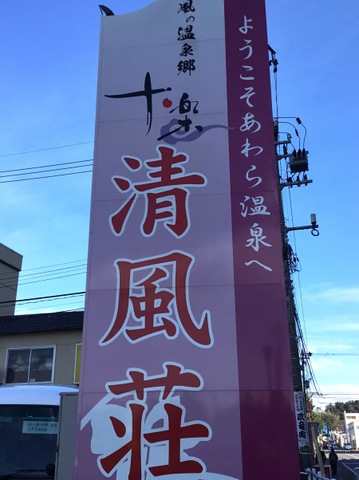 ようこそあわら温泉へ
風の温泉郷
十楽
清風荘